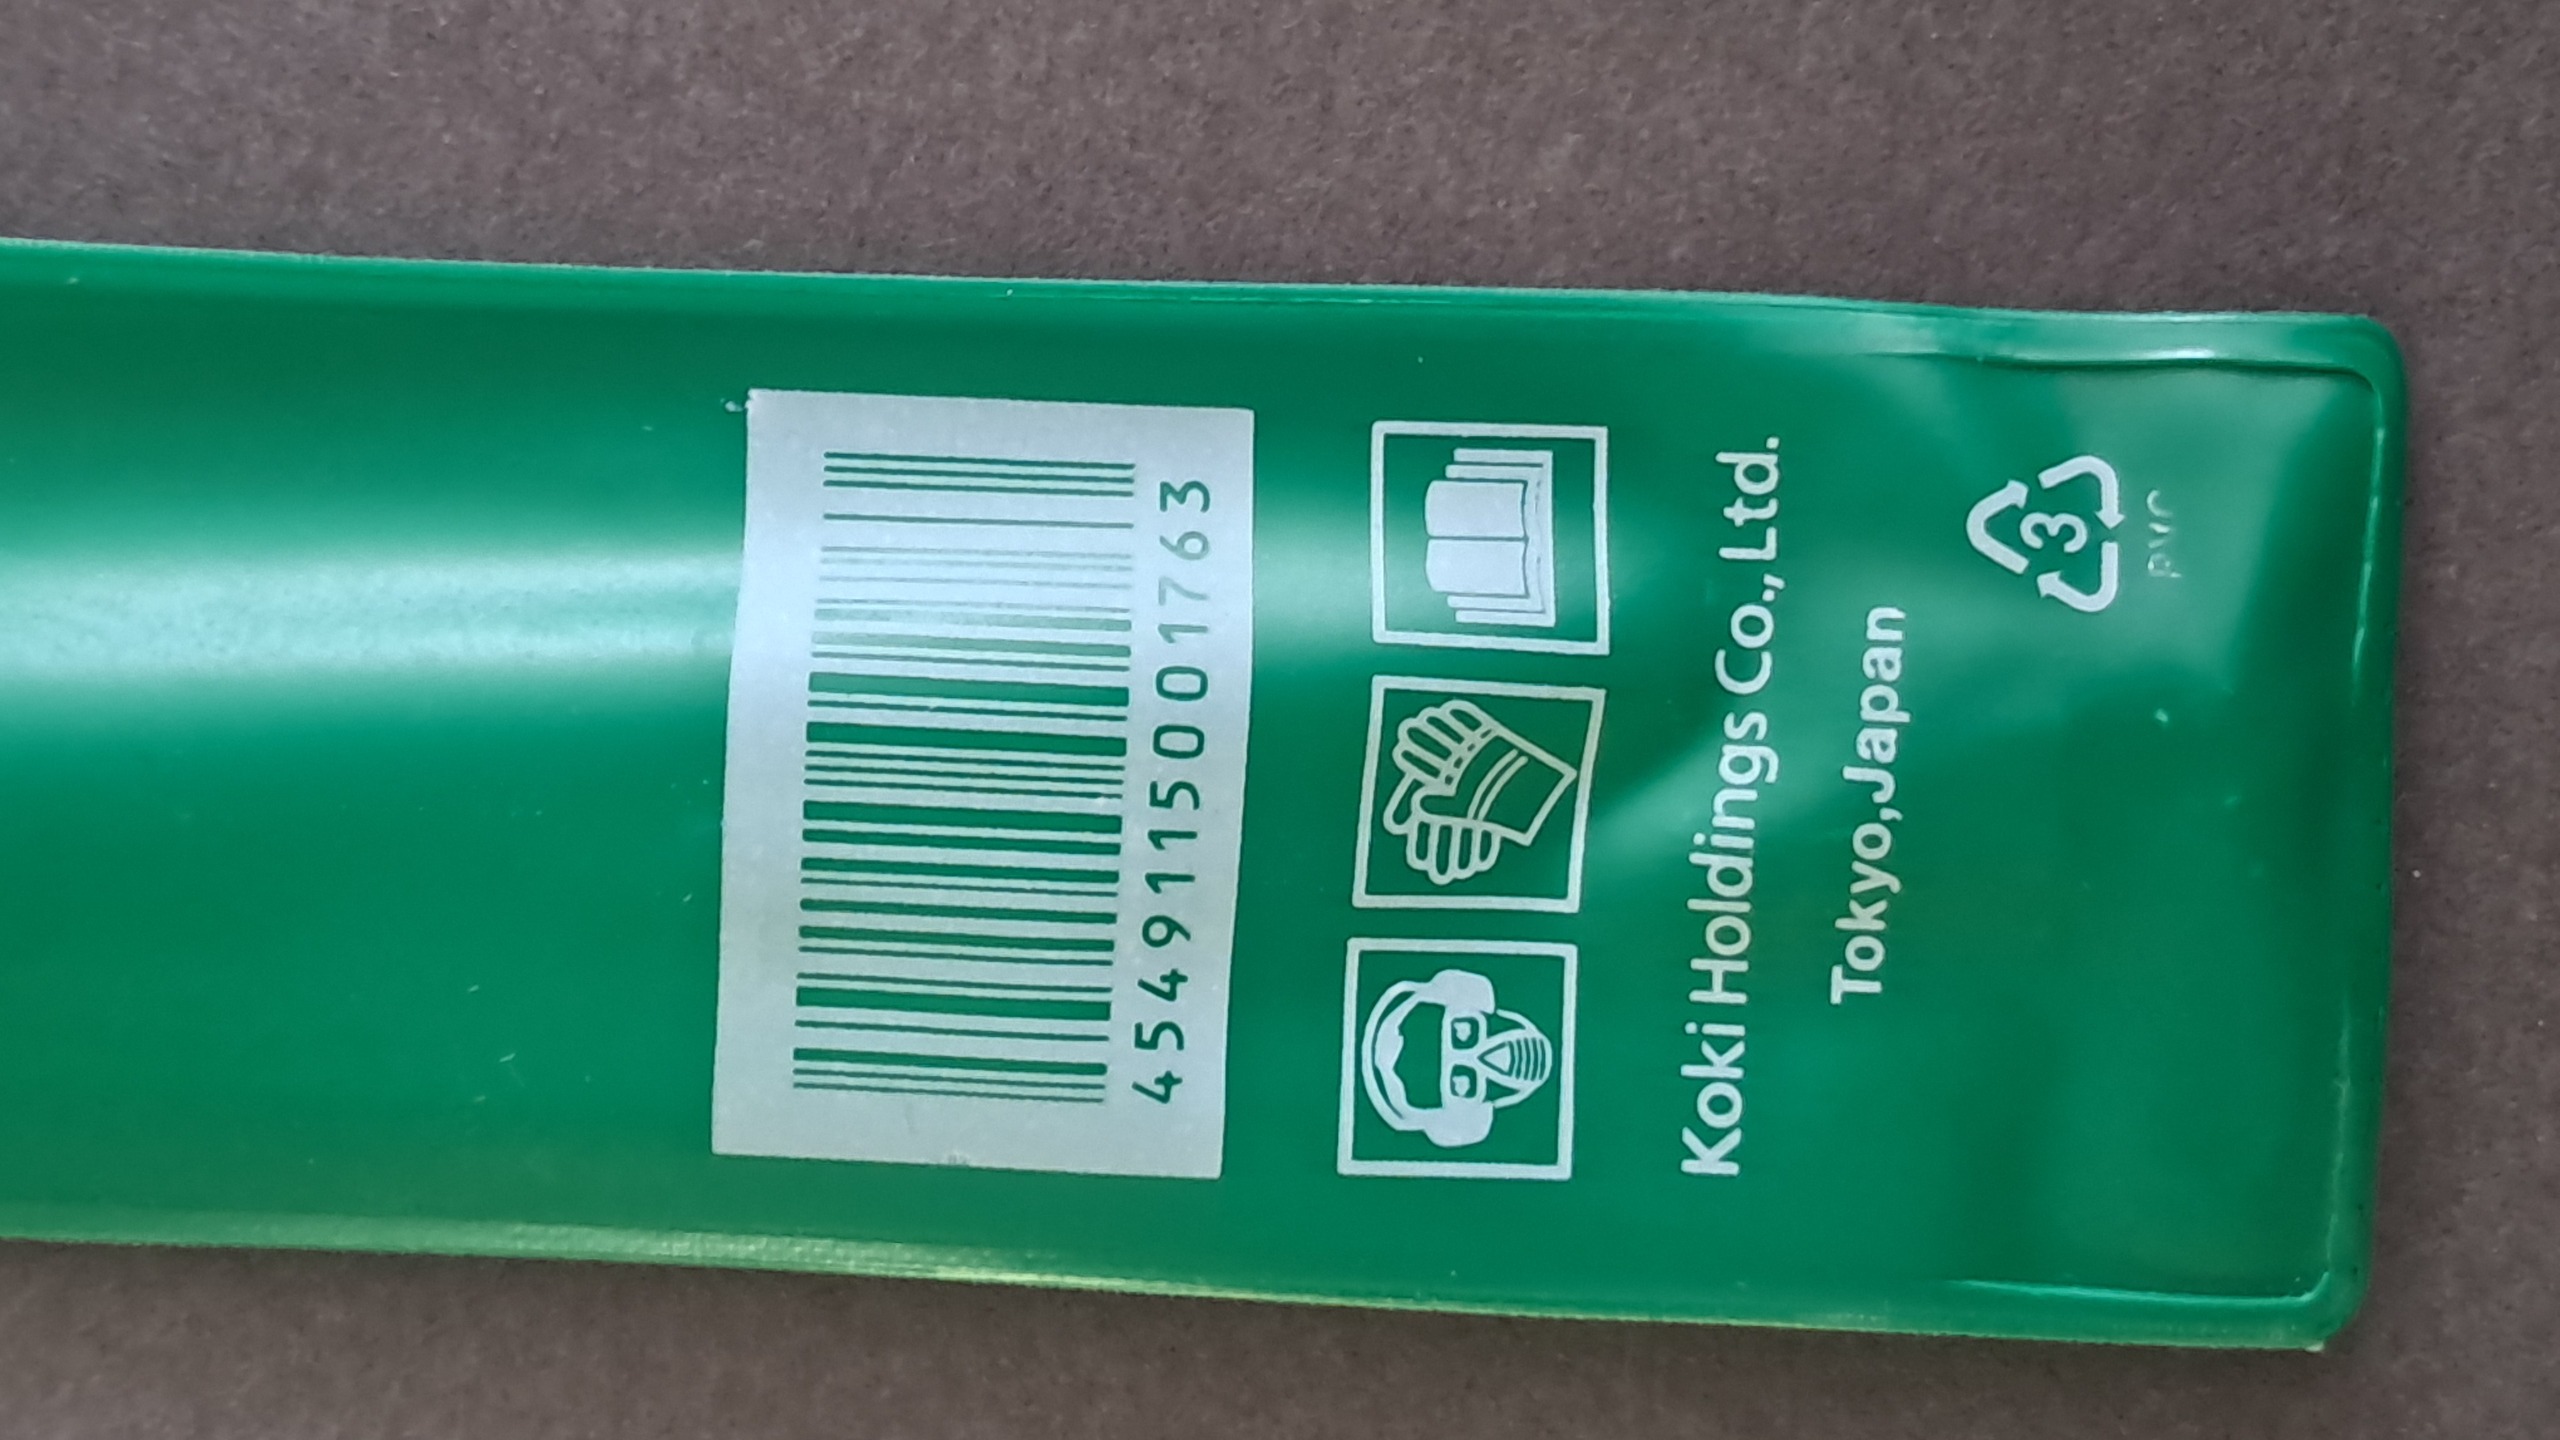 4549115001763
Koki Holdings Co., Ltd.
Tokyo,Japan
3
PVC